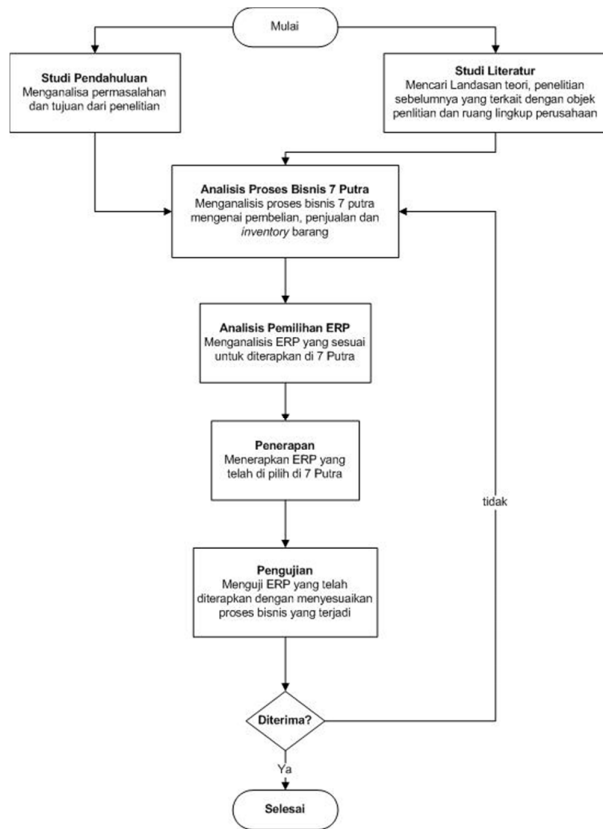 Mulai
Studi Pendahuluan
Menganalisa permasalahan
dan tujuan dari penelitian
Studi Literatur
Mencari Landasan teori, penelitian
sebelumnya yang terkait dengan objek
penlitian dan ruang lingkup perusahaan
Analisis Proses Bisnis 7 Putra
Menganalisis proses bisnis 7 putra
mengenai pembelian, penjualan dan
inventory barang
Analisis Pemilihan ERP
Menganalisis ERP yang sesuai
untuk diterapkan di 7 Putra
Penerapan
Menerapkan ERP yang
telah di pilih di 7 Putra
tidak
Pengujian
Menguji ERP yang telah
diterapkan dengan menyesuaikan
proses bisnis yang terjadi
Diterima?
Ya
Selesai